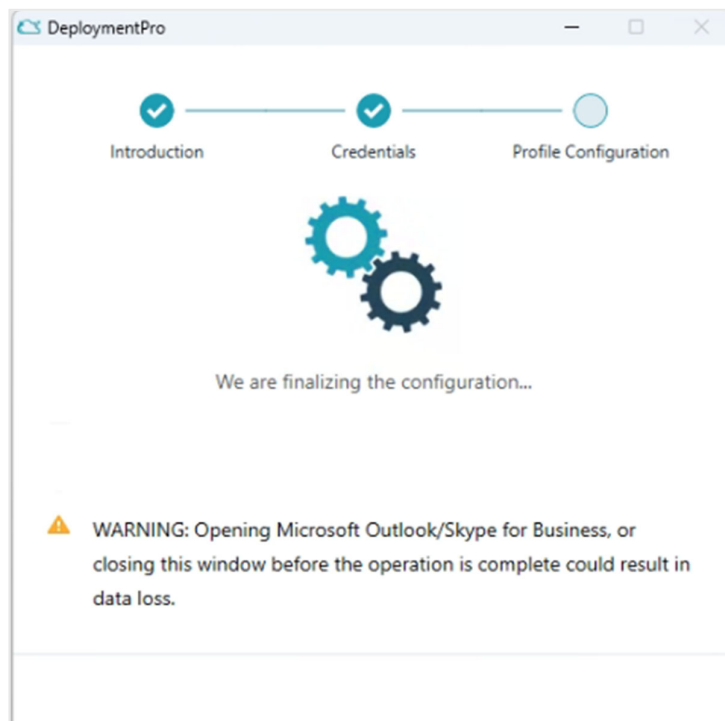 DeploymentPro
Introduction
Credentials
Profile Configuration
We are finalizing the configuration...
WARNING: Opening Microsoft Outlook/Skype for Business, or
closing this window before the operation is complete could result in
data loss.